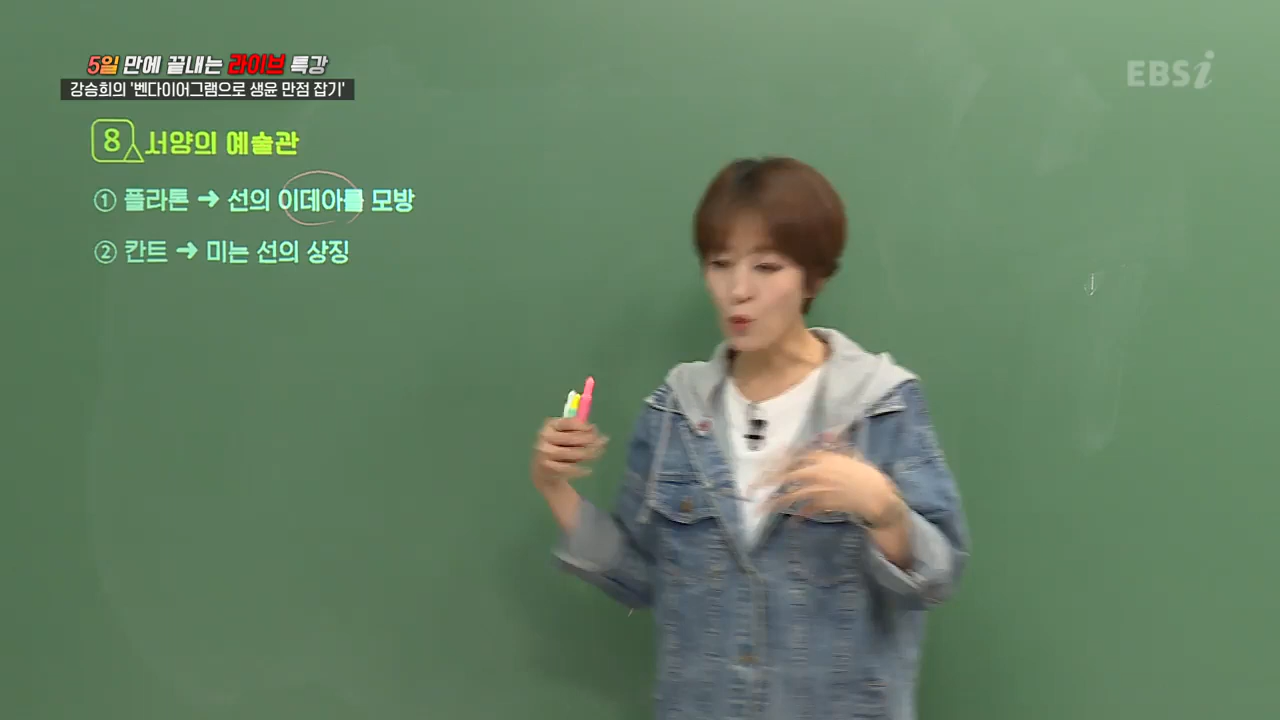 5일 만에 끝내는 라이브 특강
강승희의 '벤다이어그램으로 생윤 만점 잡기'
EBSi
8 서양의 예술관
① 플라톤 ➜ 선의 이데아를 모방
② 칸트 ➜ 미는 선의 상징